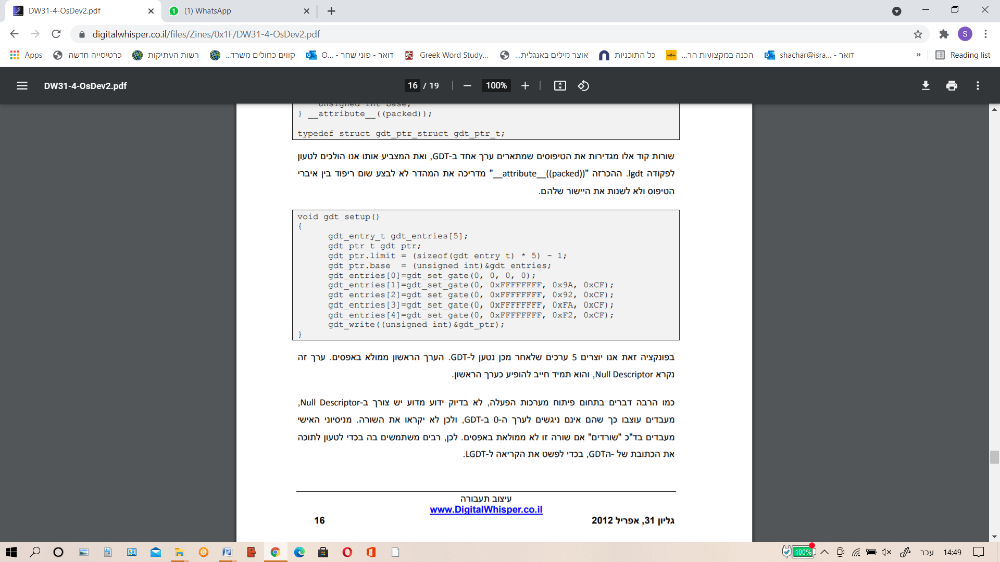 DW31-4-OsDev2.pdf
(1) WhatsApp
digitalwhisper.co.il/files/Zines/0x1F/DW31-4-OsDev2.pdf
S
Apps
כרטיסייה חדשה
רשות העתיקות
קווים כחולים משרד...
דואר - פוני שחר - O...
Greek Word Study...
אוצר מילים באנגלית...
כל התוכניות
הכנה במקצועות הר...
דואר - shachar@isra...
»
Reading list
DW31-4-OsDev2.pdf
16 / 19
100%
unsigned int base;
} __attribute__((packed));
typedef struct gdt_ptr_struct gdt_ptr_t;
שורות קוד אלו מגדירות את הטיפוסים שמתארים ערך אחד ב-GDT, ואת המצביע אותו אנו הולכים לטעון
לפקודה lgdt. ההכרזה "__attribute__((packed))" מדריכה את המהדר לא לבצע שום ריפוד בין איברי
הטיפוס ולא לשנות את היישור שלהם.
void gdt_setup()
{
gdt_entry_t gdt_entries[5];
gdt_ptr_t gdt_ptr;
gdt_ptr.limit = (sizeof(gdt_entry_t) * 5) - 1;
gdt_ptr.base  = (unsigned int)&gdt_entries;
gdt_entries[0]=gdt_set_gate(0, 0, 0, 0);
gdt_entries[1]=gdt_set_gate(0, 0xFFFFFFFF, 0x9A, 0xCF);
gdt_entries[2]=gdt_set_gate(0, 0xFFFFFFFF, 0x92, 0xCF);
gdt_entries[3]=gdt_set_gate(0, 0xFFFFFFFF, 0xFA, 0xCF);
gdt_entries[4]=gdt_set_gate(0, 0xFFFFFFFF, 0xF2, 0xCF);
gdt_write((unsigned int)&gdt_ptr);
}
בפונקציה זאת אנו יוצרים 5 ערכים שלאחר מכן נטען ל-GDT. הערך הראשון ממולא באפסים. ערך זה
נקרא Null Descriptor, והוא תמיד חייב להופיע כערך הראשון.
כמו הרבה דברים בתחום פיתוח מערכות הפעלה, לא בדיוק ידוע מדוע יש צורך ב-Null Descriptor,
מעבדים עוצבו כך שהם אינם ניגשים לערך ה-0 ב-GDT, ולכן לא יקראו את השורה. מניסיוני האישי
מעבדים בד"כ "שורדים" אם שורה זו לא ממולאת באפסים. לכן, רבים משתמשים בה בכדי לטעון לתוכה
את הכתובת של -הGDT, בכדי לפשט את הקריאה ל-LGDT.
עיצוב תעבורה
www.DigitalWhisper.co.il
גליון 31, אפריל 2012
16
100%
עבר
14:49